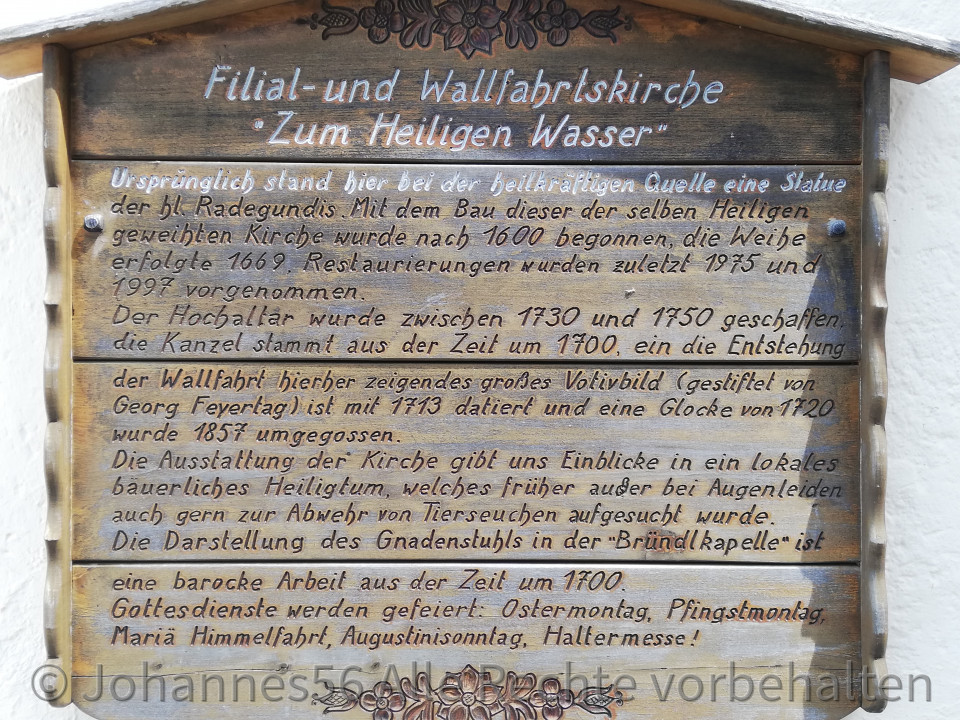 Filial- und Wallfahrtskirche
"Zum Heiligen Wasser"
Ursprünglich stand hier bei der heilkräftigen Quelle eine Statue
der hl. Radegundis. Mit dem Bau dieser der selben Heiligen
geweihten Kirche wurde nach 1600 begonnen, die Weihe
erfolgte 1669. Restaurierungen wurden zuletzt 1975 und
1997 vorgenommen.
Der Hochaltar wurde zwischen 1730 und 1750 geschaffen,
die Kanzel stammt aus der Zeit um 1700, ein die Entstehung
der Wallfahrt hierher zeigendes großes Votivbild (gestiftet von
Georg Feyertag) ist mit 1713 datiert und eine Glocke von 1720
wurde 1857 umgegossen.
Die Ausstattung der Kirche gibt uns Einblicke in ein lokales
bäuerliches Heiligtum, welches früher außer bei Augenleiden
auch gern zur Abwehr von Tierseuchen aufgesucht wurde.
Die Darstellung des Gnadenstuhls in der "Bründlkapelle" ist
eine barocke Arbeit aus der Zeit um 1700.
Gottesdienste werden gefeiert: Ostermontag, Pfingstmontag,
Mariä Himmelfahrt, Augustinisonntag, Haltermesse!
© Johannes56 Alle Rechte vorbehalten